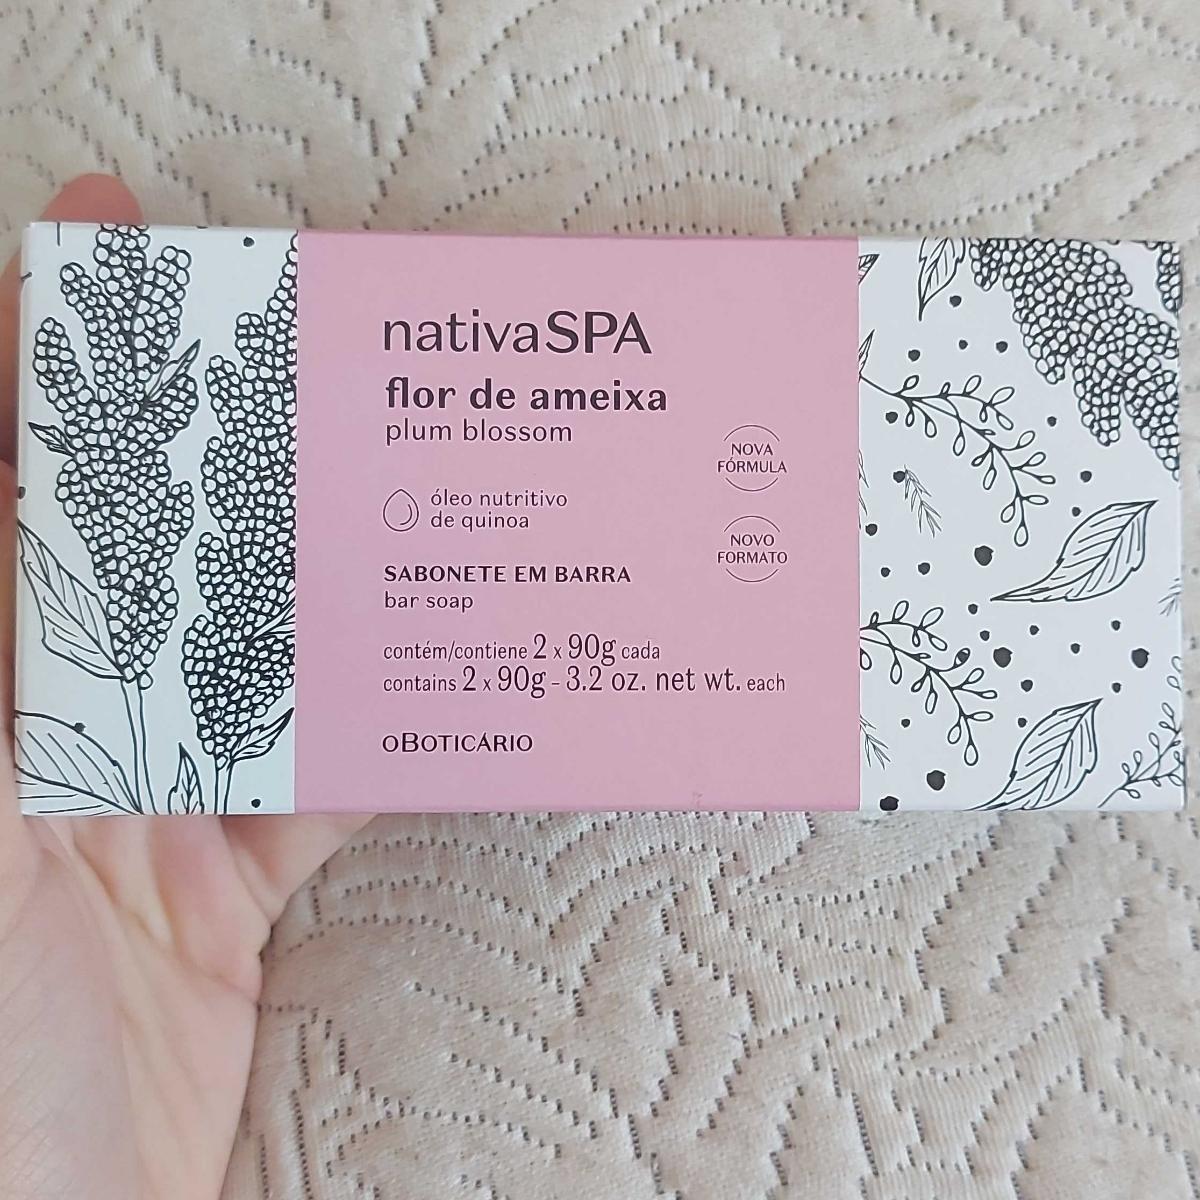 nativaSPA
flor de ameixa
plum blossom
óleo nutritivo
de quinoa
NOVA
FÓRMULA
NOVO
FORMATO
SABONETE EM BARRA
bar soap
contém/contiene 2 x 90g cada
contains 2 x 90g - 3.2 oz. net wt. each
oBOTICÁRIO